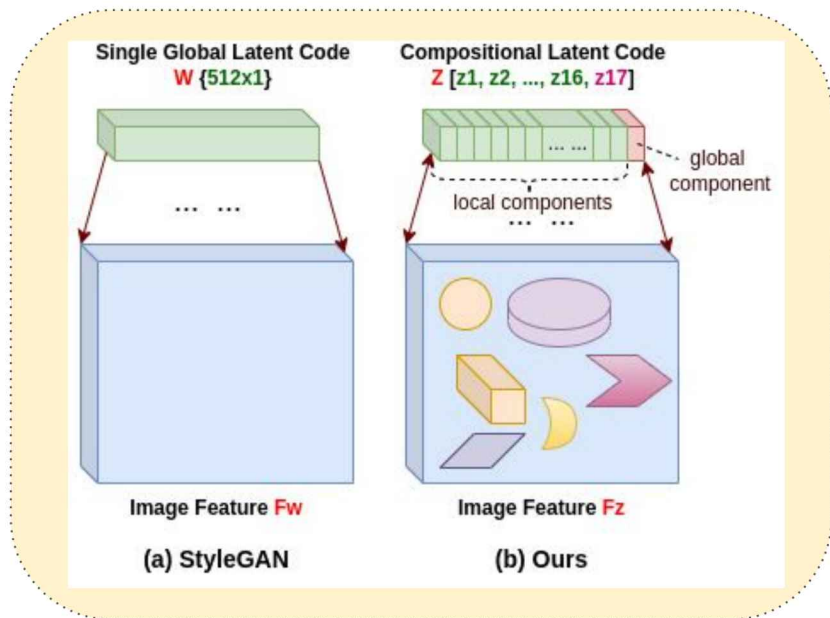 Single Global Latent Code
W {512x1}
... ...
Image Feature Fw
(a) StyleGAN
Compositional Latent Code
Z [z1, z2, ..., z16, z17]
... ...
global
component
local components
... ...
Image Feature Fz
(b) Ours